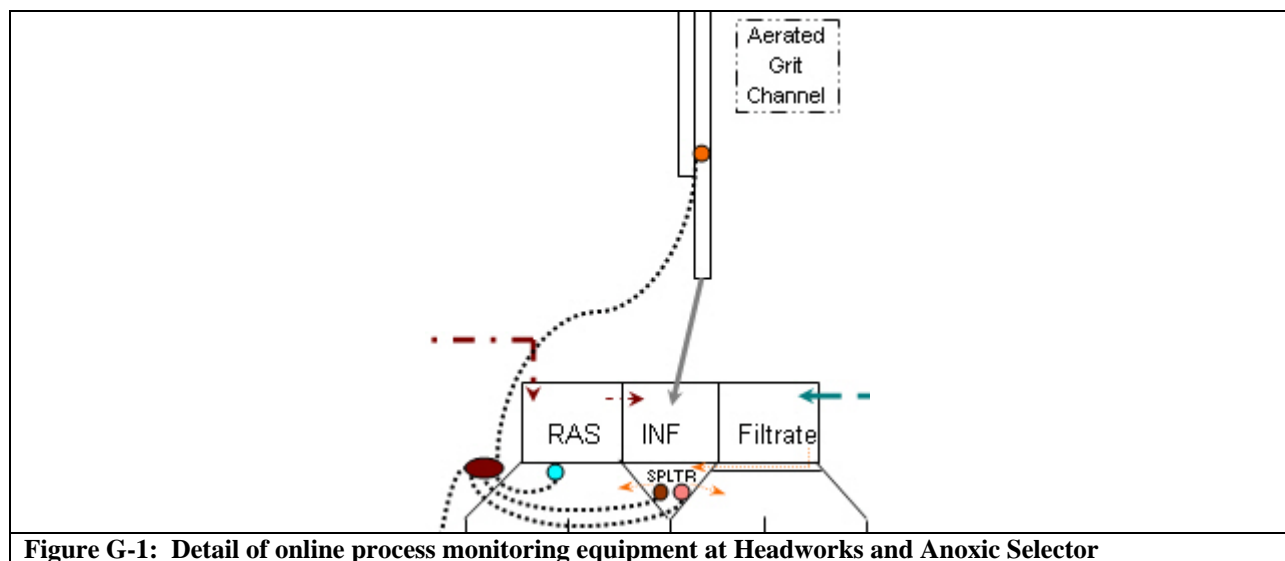 Aerated
Grit
Channel
RAS INF Filtrate
SPLTR
Figure G-1: Detail of online process monitoring equipment at Headworks and Anoxic Selector